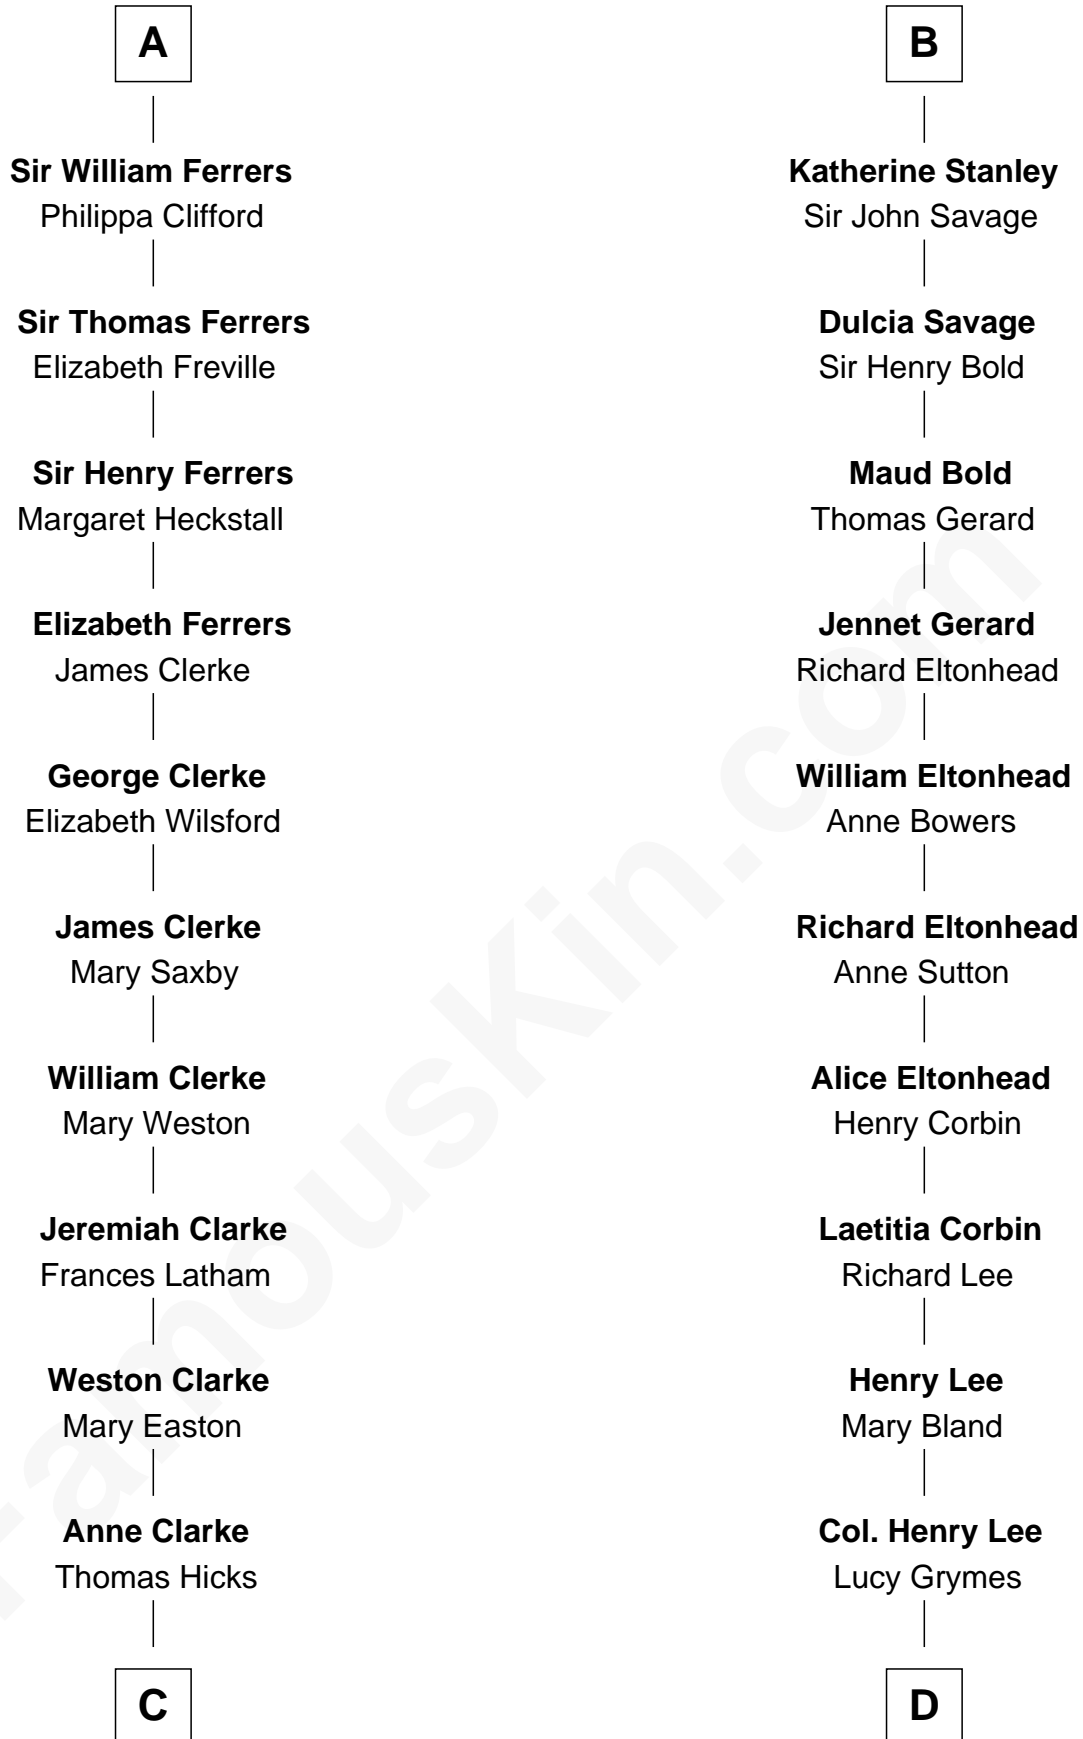 A
Sir William Ferrers
Philippa Clifford
Sir Thomas Ferrers
Elizabeth Freville
Sir Henry Ferrers
Margaret Heckstall
Elizabeth Ferrers
James Clerke
George Clerke
Elizabeth Wilsford
James Clerke
Mary Saxby
William Clerke
Mary Weston
Jeremiah Clarke
Frances Latham
Weston Clarke
Mary Easton
Anne Clarke
Thomas Hicks
C
B
Katherine Stanley
Sir John Savage
Dulcia Savage
Sir Henry Bold
Maud Bold
Thomas Gerard
Jennet Gerard
Richard Eltonhead
William Eltonhead
Anne Bowers
Richard Eltonhead
Anne Sutton
Alice Eltonhead
Henry Corbin
Laetitia Corbin
Richard Lee
Henry Lee
Mary Bland
Col. Henry Lee
Lucy Grymes
D
FamousKin.com